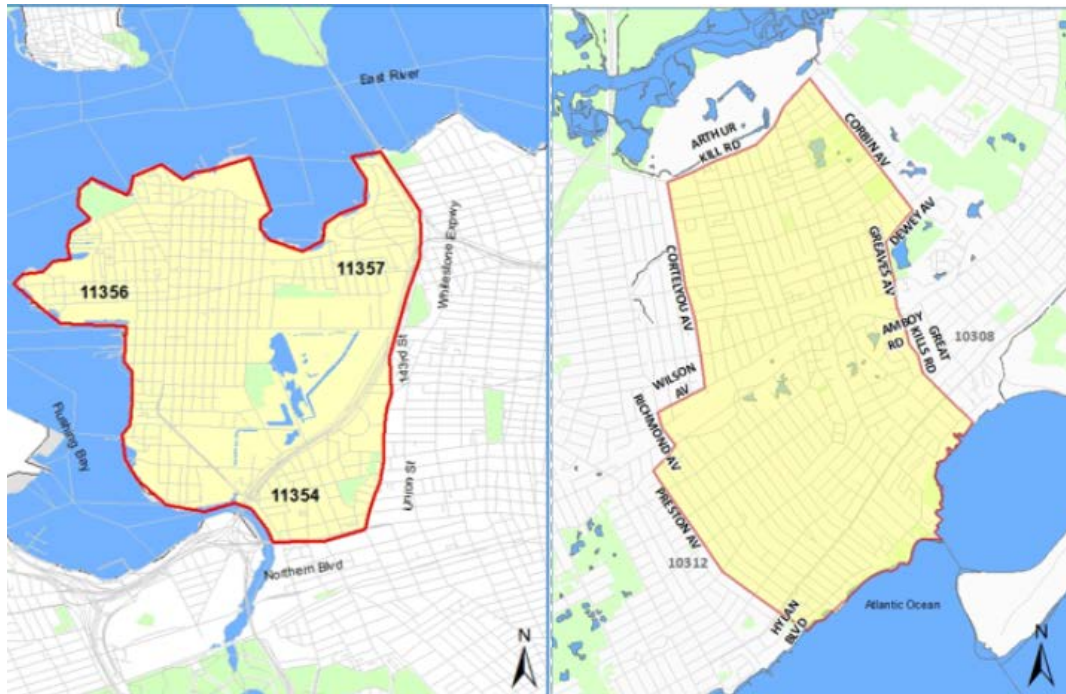 East River
11357
11356
Whitestone Expwy
143rd St
Flushing Bay
11354
Union St
Northern Blvd
N
ARTHUR
KILL RD
CORBIN AV
DEWEY AV
GREAVES AV
CORTELYOU AV
AMBOY
RD
GREAT
KILLS RD
10308
WILSON
AV
RICHMOND AV
PRESTON AV
10312
HYLAN
BLVD
Atlantic Ocean
N